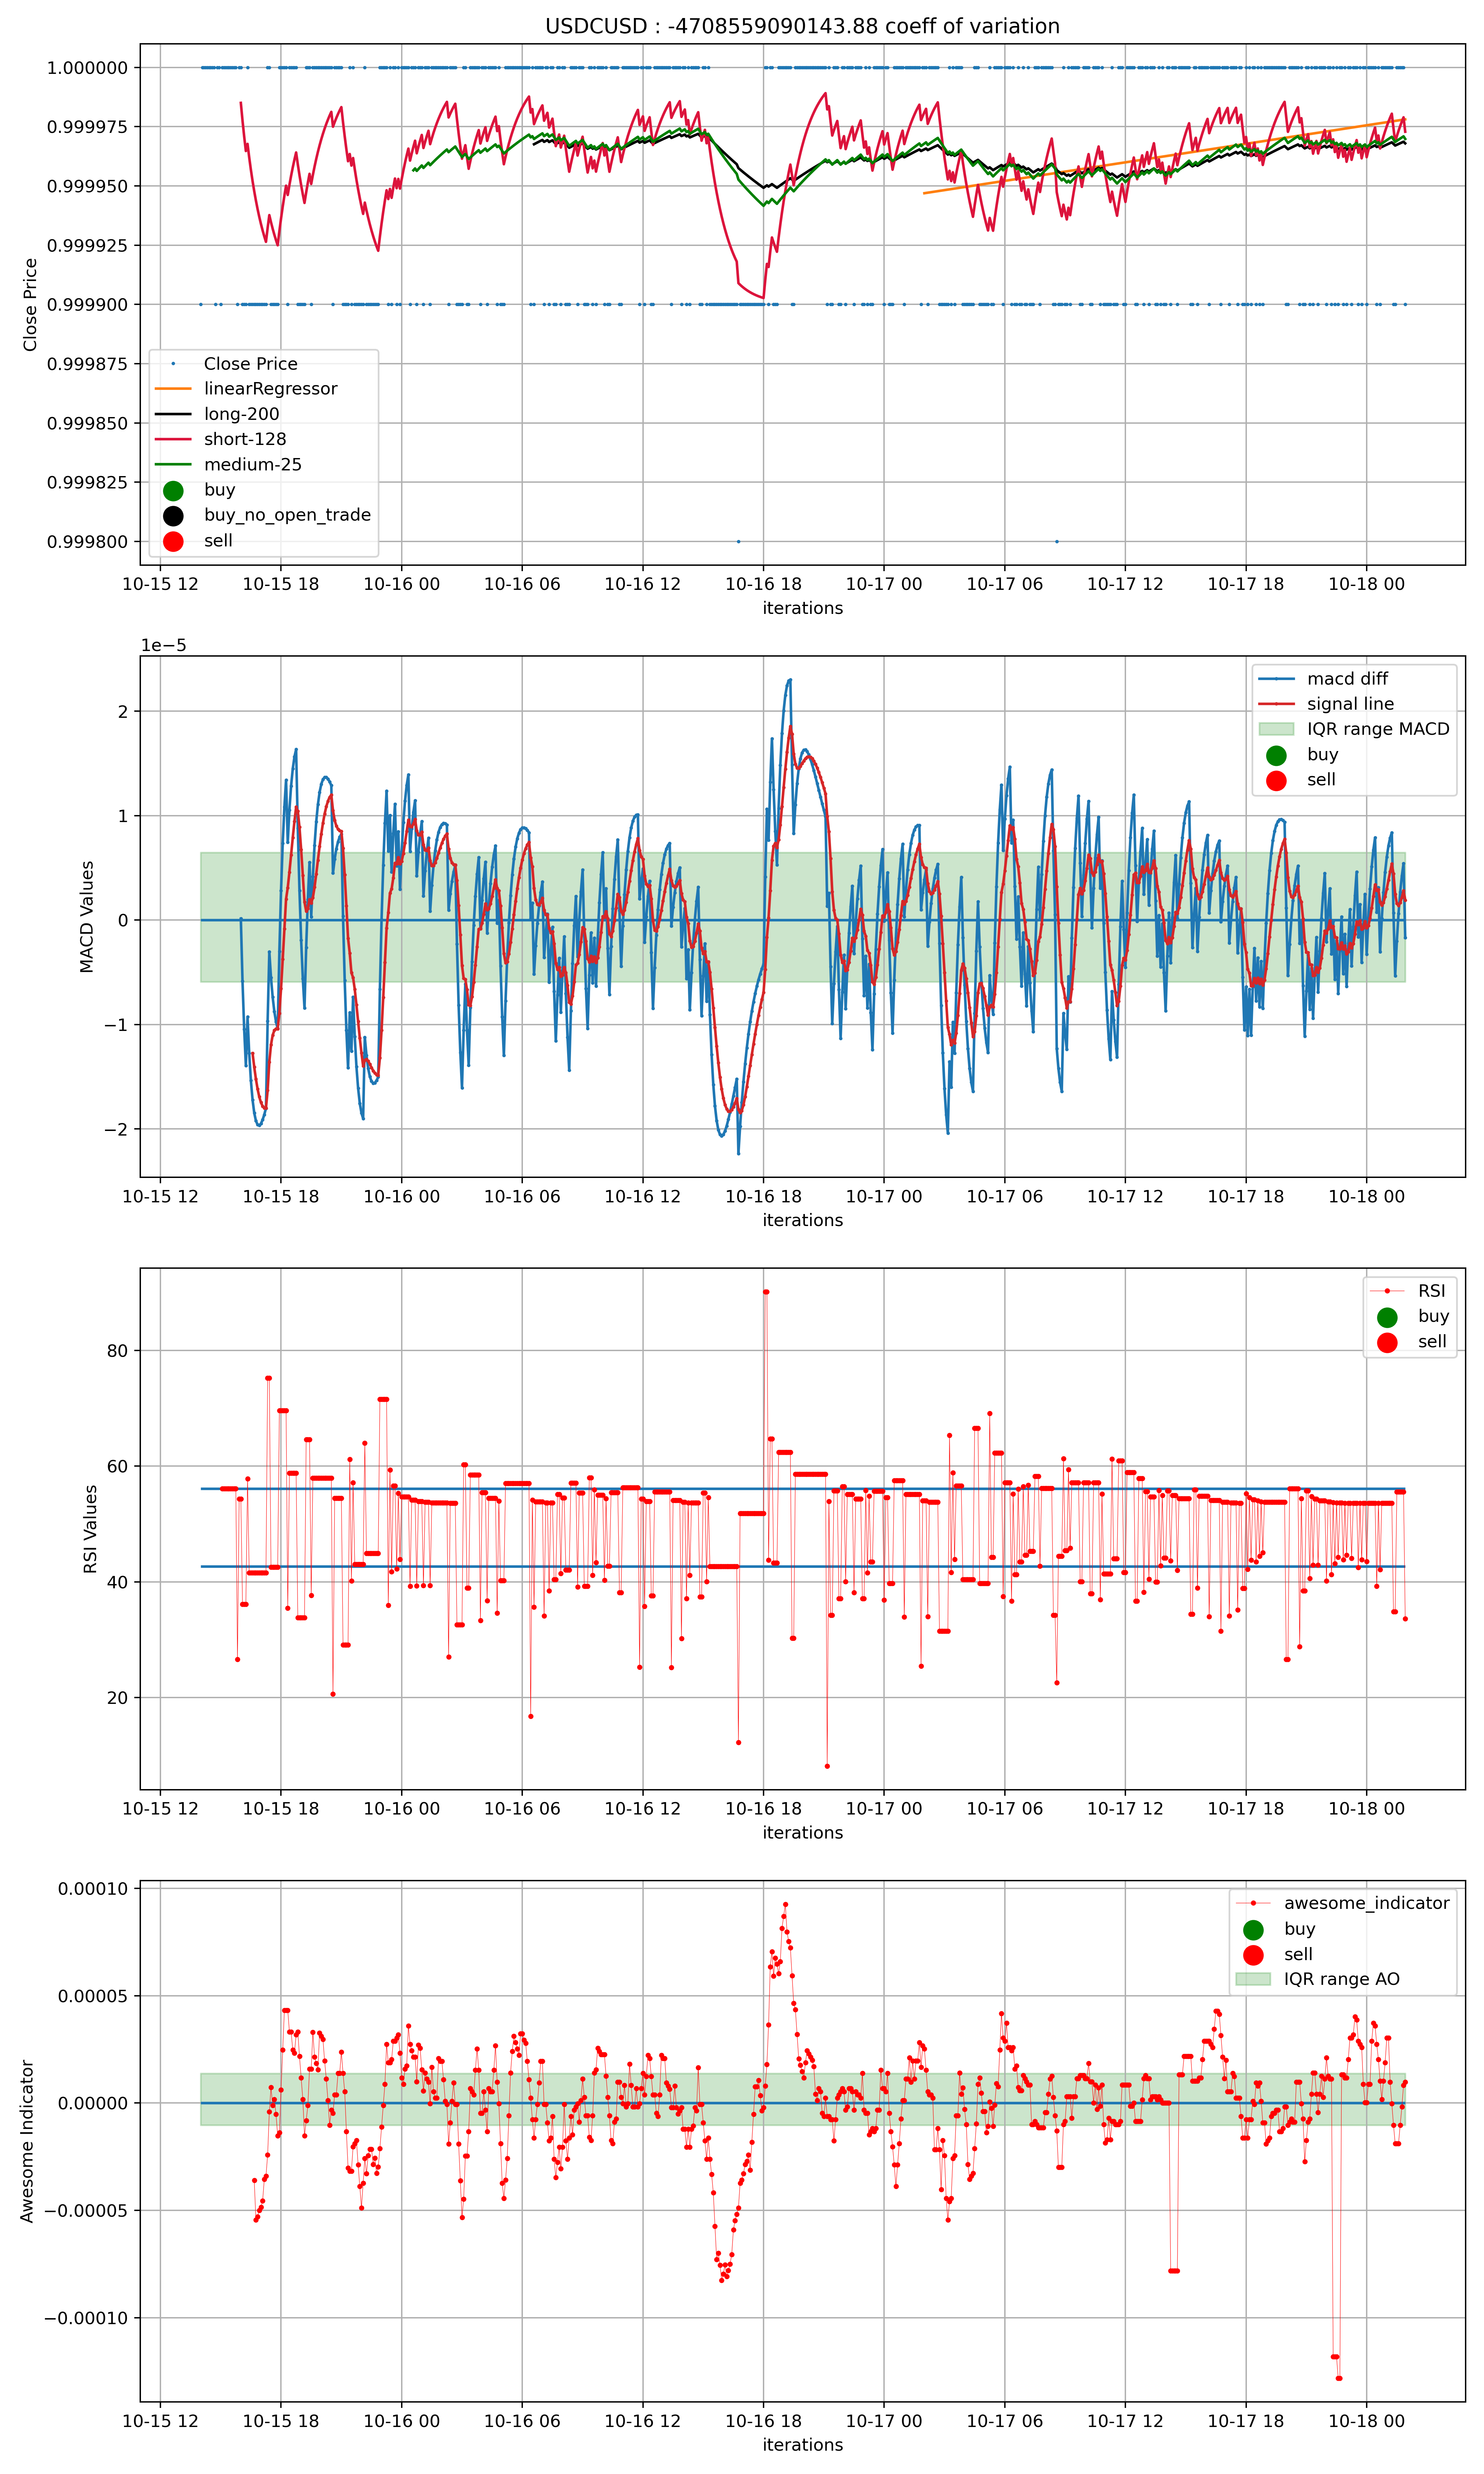 USDCUSD : -4708559090143.88 coeff of variation
1.000000
0.999975
0.999950
0.999925
0.999900
0.999875
0.999850
0.999825
0.999800
Close Price
Close Price
linearRegressor
long-200
short-128
medium-25
buy
buy_no_open_trade
sell
10-15 12 10-15 18 10-16 00 10-16 06 10-16 12 10-16 18 10-17 00 10-17 06 10-17 12 10-17 18 10-18 00
iterations
1e−5
2
1
0
−1
−2
MACD Values
macd diff
signal line
IQR range MACD
buy
sell
10-15 12 10-15 18 10-16 00 10-16 06 10-16 12 10-16 18 10-17 00 10-17 06 10-17 12 10-17 18 10-18 00
iterations
80
60
40
20
RSI Values
RSI
buy
sell
10-15 12 10-15 18 10-16 00 10-16 06 10-16 12 10-16 18 10-17 00 10-17 06 10-17 12 10-17 18 10-18 00
iterations
0.00010
0.00005
0.00000
−0.00005
−0.00010
Awesome Indicator
awesome_indicator
buy
sell
IQR range AO
10-15 12 10-15 18 10-16 00 10-16 06 10-16 12 10-16 18 10-17 00 10-17 06 10-17 12 10-17 18 10-18 00
iterations